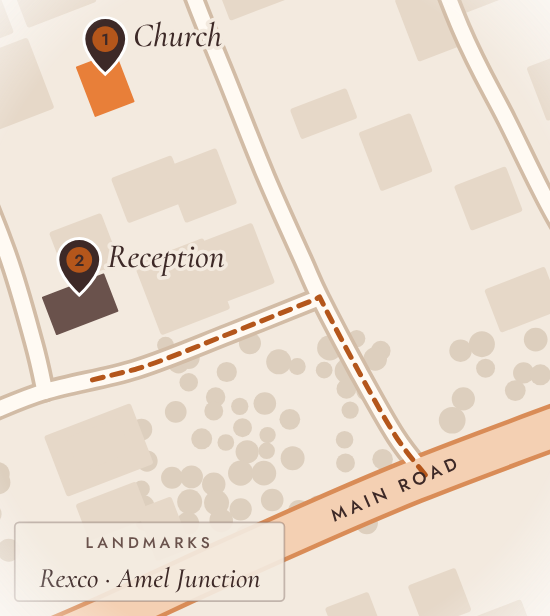 1
Church
2
Reception
MAIN ROAD
LANDMARKS
Rexco · Amel Junction